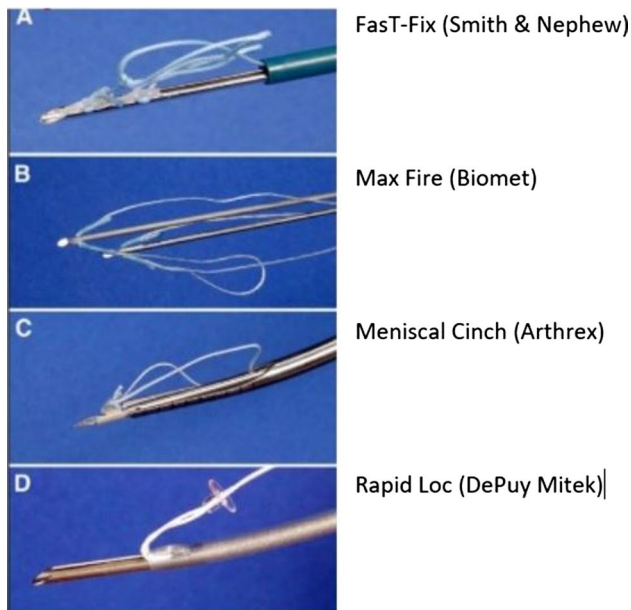 A
FasT-Fix (Smith & Nephew)
B
Max Fire (Biomet)
C
Meniscal Cinch (Arthrex)
D
Rapid Loc (DePuy Mitek)